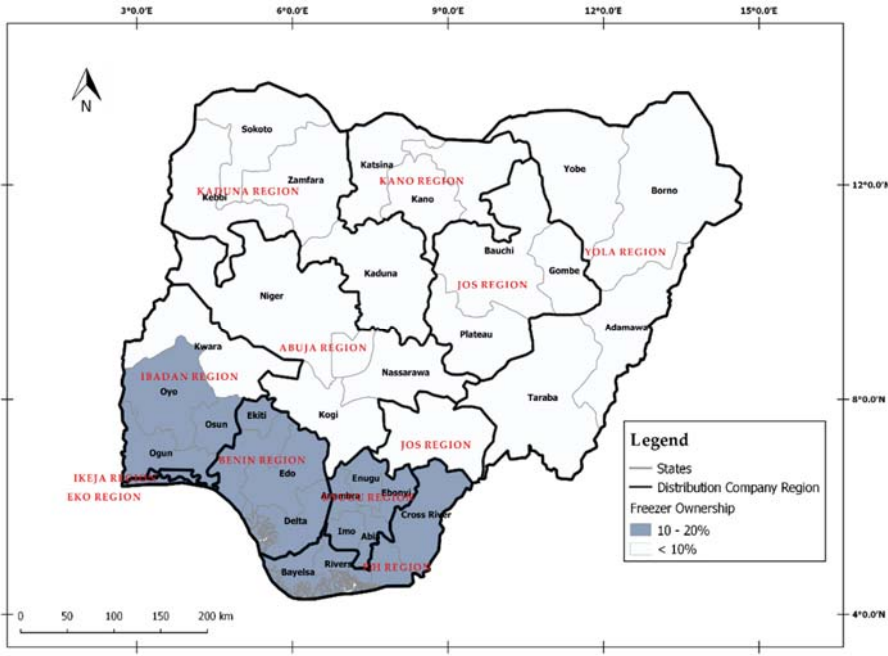 3°0.0'E 6°0.0'E 9°0.0'E 12°0.0'E 15°0.0'E
N
Sokoto
Katsina
Yobe
Zamfara
KANO REGION
12°0.0'N
KADUNA REGION
Borno
Kebbi
Kano
Bauchi
YOLA REGION
Kaduna
Gombe
JOS REGION
Niger
Adamawa
Plateau
Kwara
ABUJA REGION
Nassarawa
IBADAN REGION
Oyo
Taraba
8°0.0'N
Ekiti
Kogi
Osun
JOS REGION
Ogun
BENIN REGION
Edo
IKEJA REGION
Enugu
EKO REGION
Ebonyi
REGION
Cross River
Delta
Imo
Bayelsa
Rivers
REGION
Legend
States
Distribution Company Region
Freezer Ownership
10 - 20%
< 10%
0 50 100 150 200 km
4°0.0'N